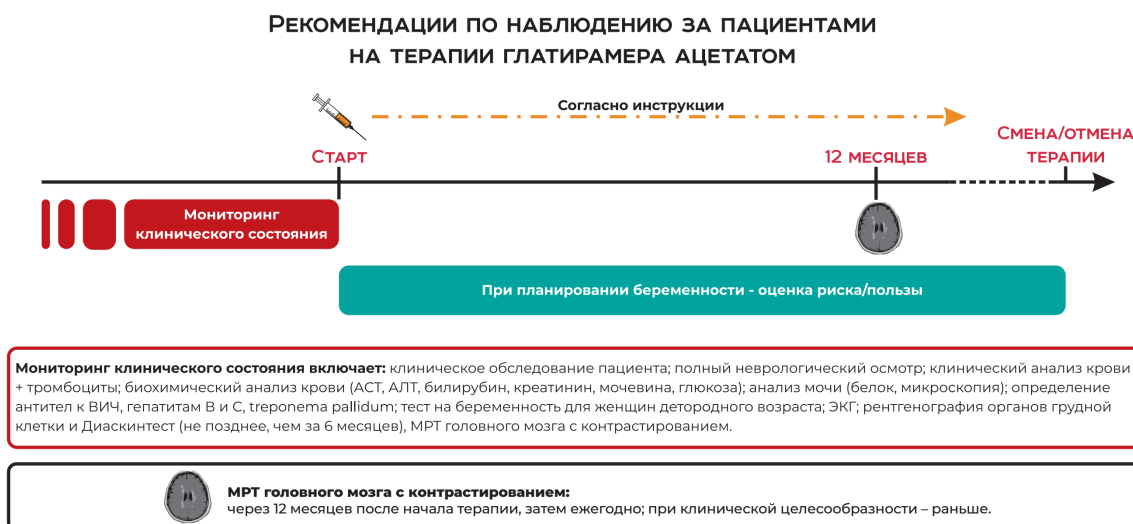 Рекомендации по наблюдению за пациентами
на терапии глатирамера ацетатом
Согласно инструкции
Старт
12 месяцев
Смена/отмена
терапии
Мониторинг
клинического состояния
При планировании беременности - оценка риска/пользы
Мониторинг клинического состояния включает: клиническое обследование пациента; полный неврологический осмотр; клинический анализ крови
+ тромбоциты; биохимический анализ крови (АСТ, АЛТ, билирубин, креатинин, мочевина, глюкоза); анализ мочи (белок, микроскопия); определение
антител к ВИЧ, гепатитам В и С, treponema pallidum; тест на беременность для женщин детородного возраста; ЭКГ; рентгенография органов грудной
клетки и Диаскинтест (не позднее, чем за 6 месяцев), МРТ головного мозга с контрастированием.
МРТ головного мозга с контрастированием:
через 12 месяцев после начала терапии, затем ежегодно; при клинической целесообразности – раньше.